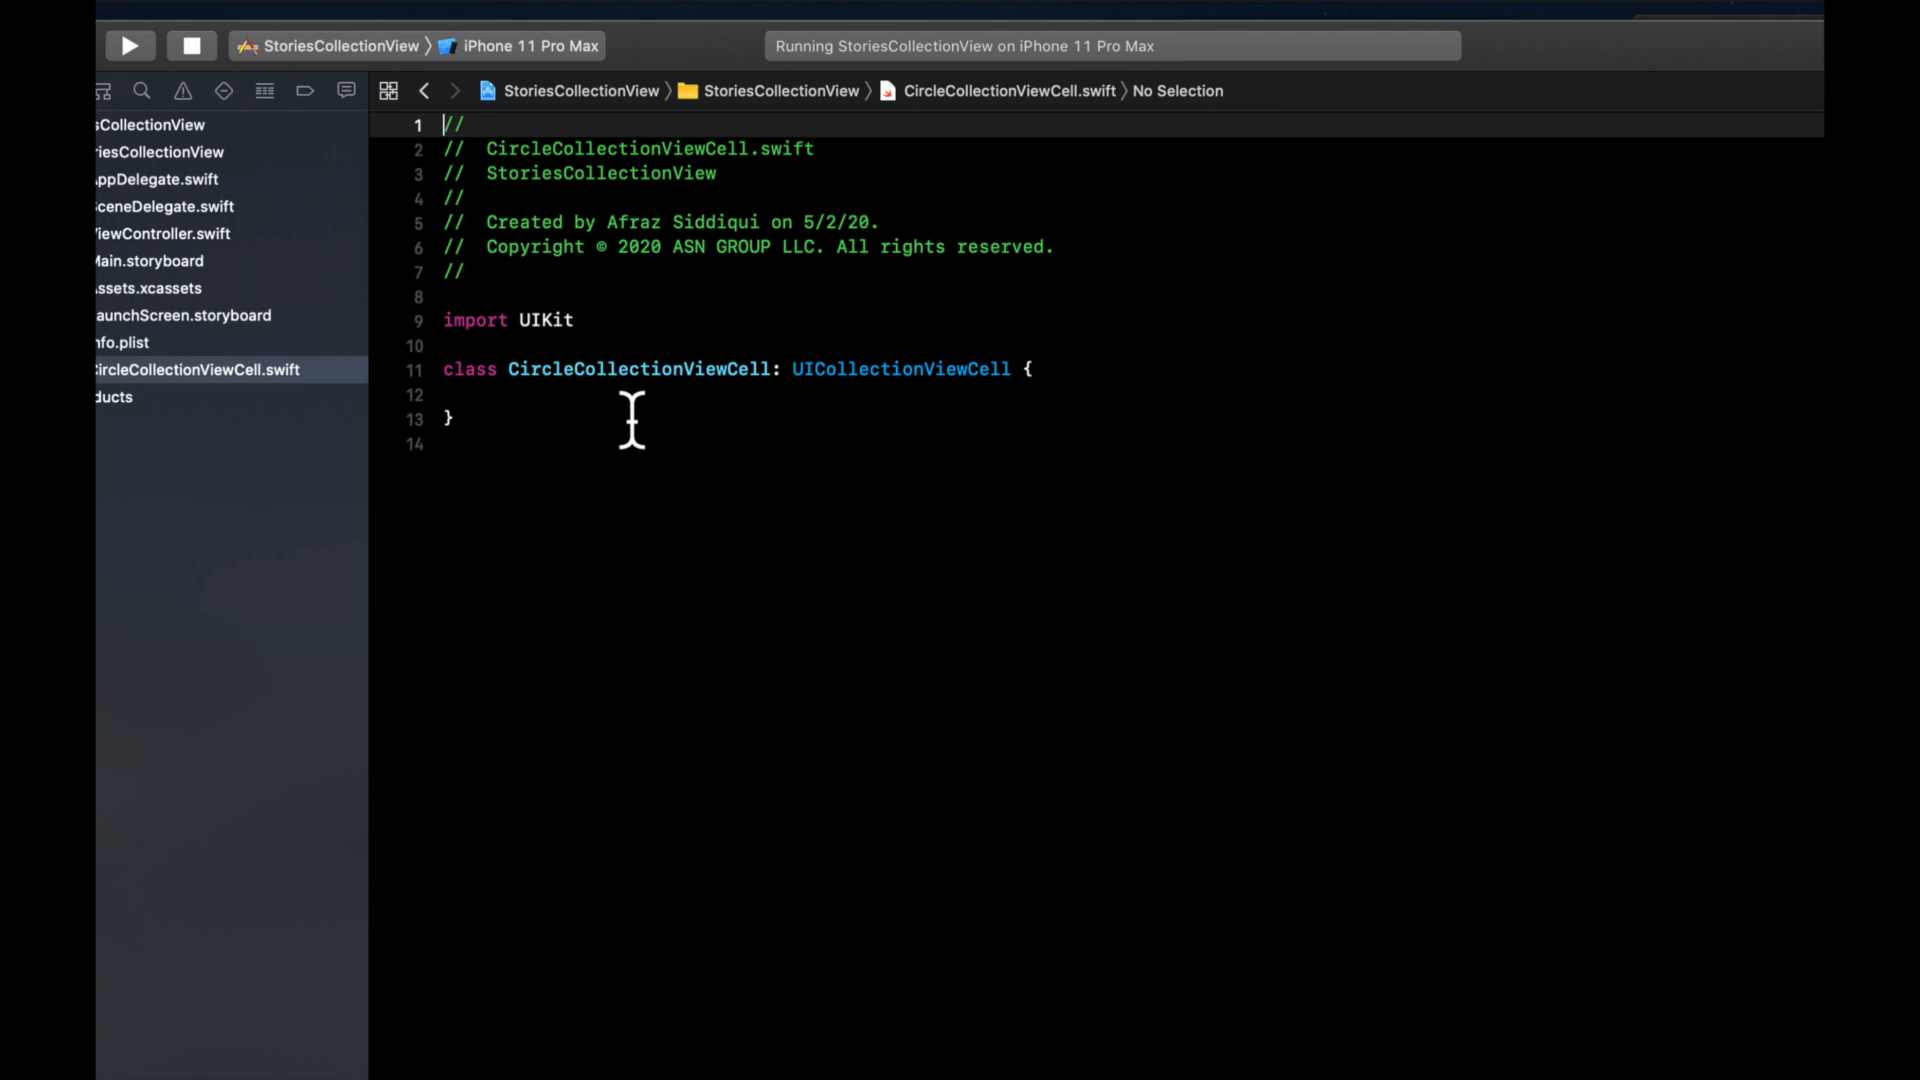 StoriesCollectionView 〉 iPhone 11 Pro Max
Running StoriesCollectionView on iPhone 11 Pro Max
StoriesCollectionView 〉 StoriesCollectionView 〉 CircleCollectionViewCell.swift 〉 No Selection
sCollectionView
riesCollectionView
ppDelegate.swift
ceneDelegate.swift
iewController.swift
Main.storyboard
ssets.xcassets
aunchScreen.storyboard
nfo.plist
ircleCollectionViewCell.swift
ducts
1 //
2 //  CircleCollectionViewCell.swift
3 //  StoriesCollectionView
4 //
5 //  Created by Afraz Siddiqui on 5/2/20.
6 //  Copyright © 2020 ASN GROUP LLC. All rights reserved.
7 //
8
9 import UIKit
10
11 class CircleCollectionViewCell: UICollectionViewCell {
12
13 }
14